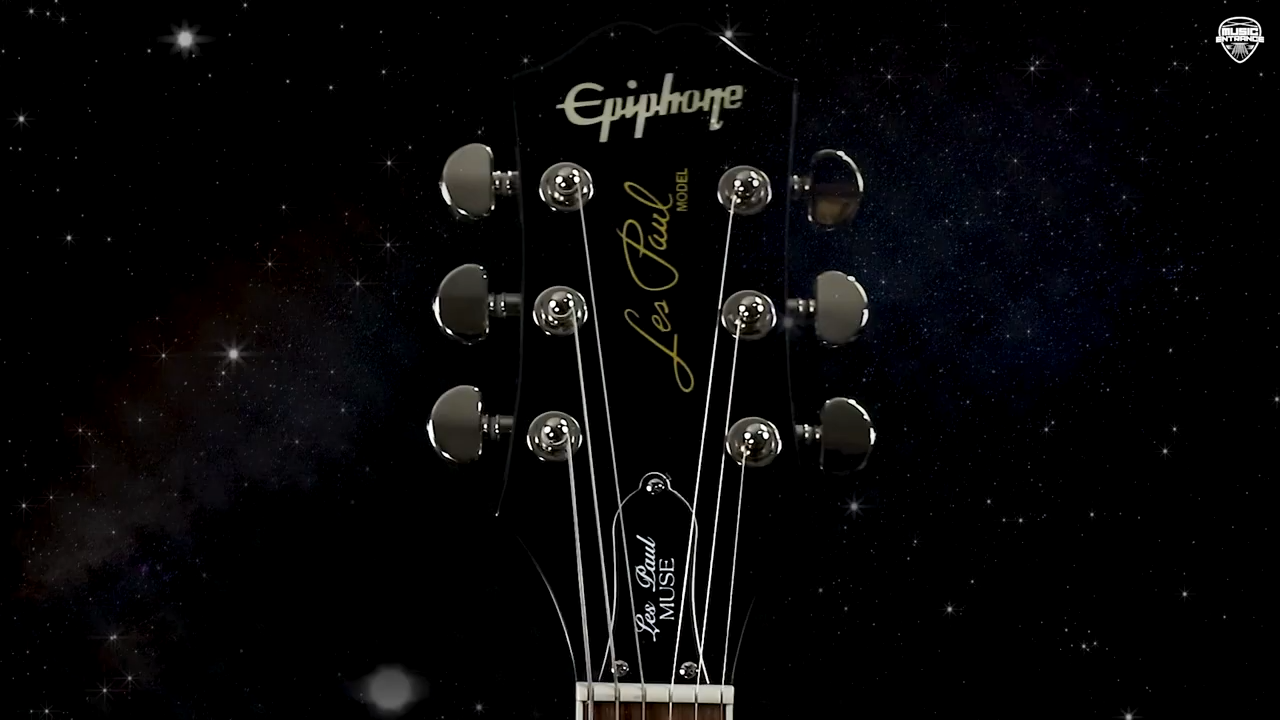 MUSIC
ENTRANCE
Epiphone
Les Paul
MODEL
Les Paul
MUSE